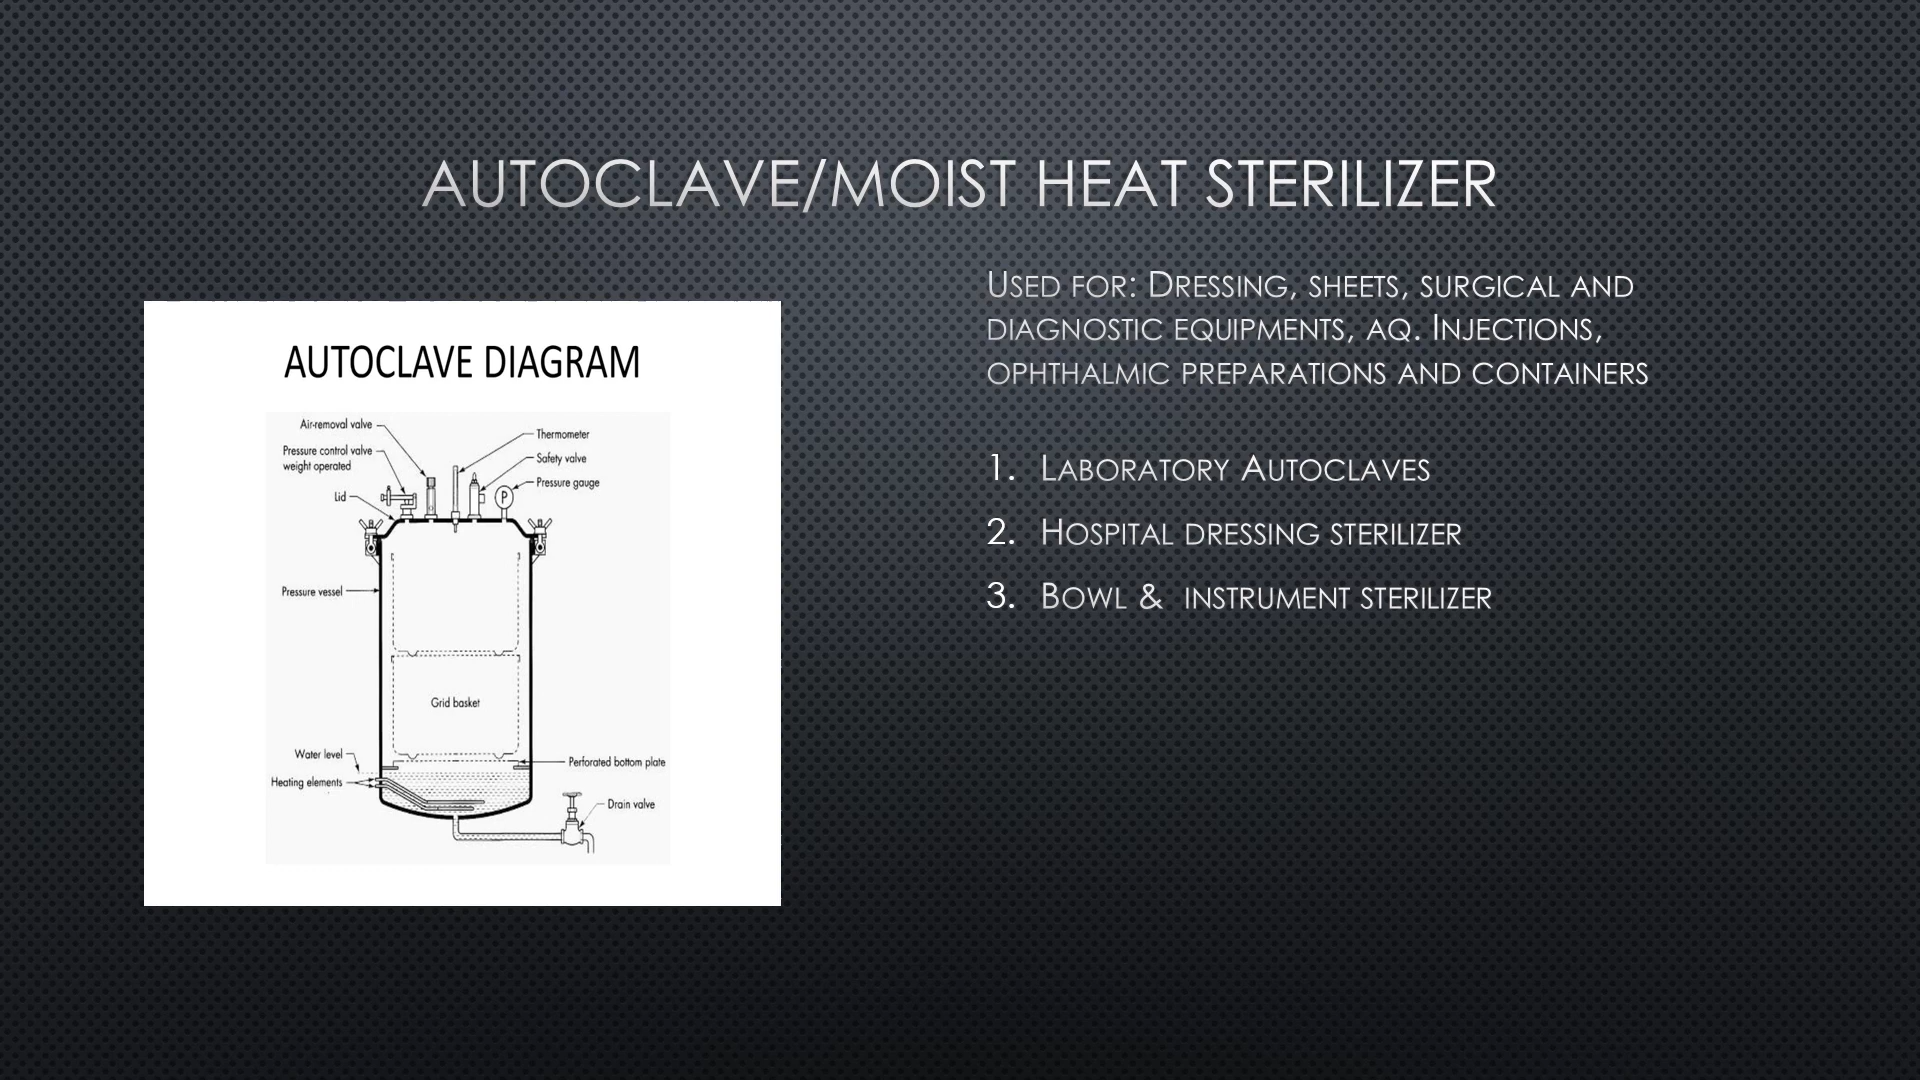 AUTOCLAVE/MOIST HEAT STERILIZER
Used for: Dressing, sheets, surgical and
diagnostic equipments, aq. Injections,
ophthalmic preparations and containers
1. Laboratory Autoclaves
2. Hospital dressing sterilizer
3. Bowl & instrument sterilizer
AUTOCLAVE DIAGRAM
Air-removal valve
Pressure control valve
weight operated
Lid
Thermometer
Safety valve
Pressure gauge
P
Pressure vessel
Grid basket
Water level
Heating elements
Perforated bottom plate
Drain valve